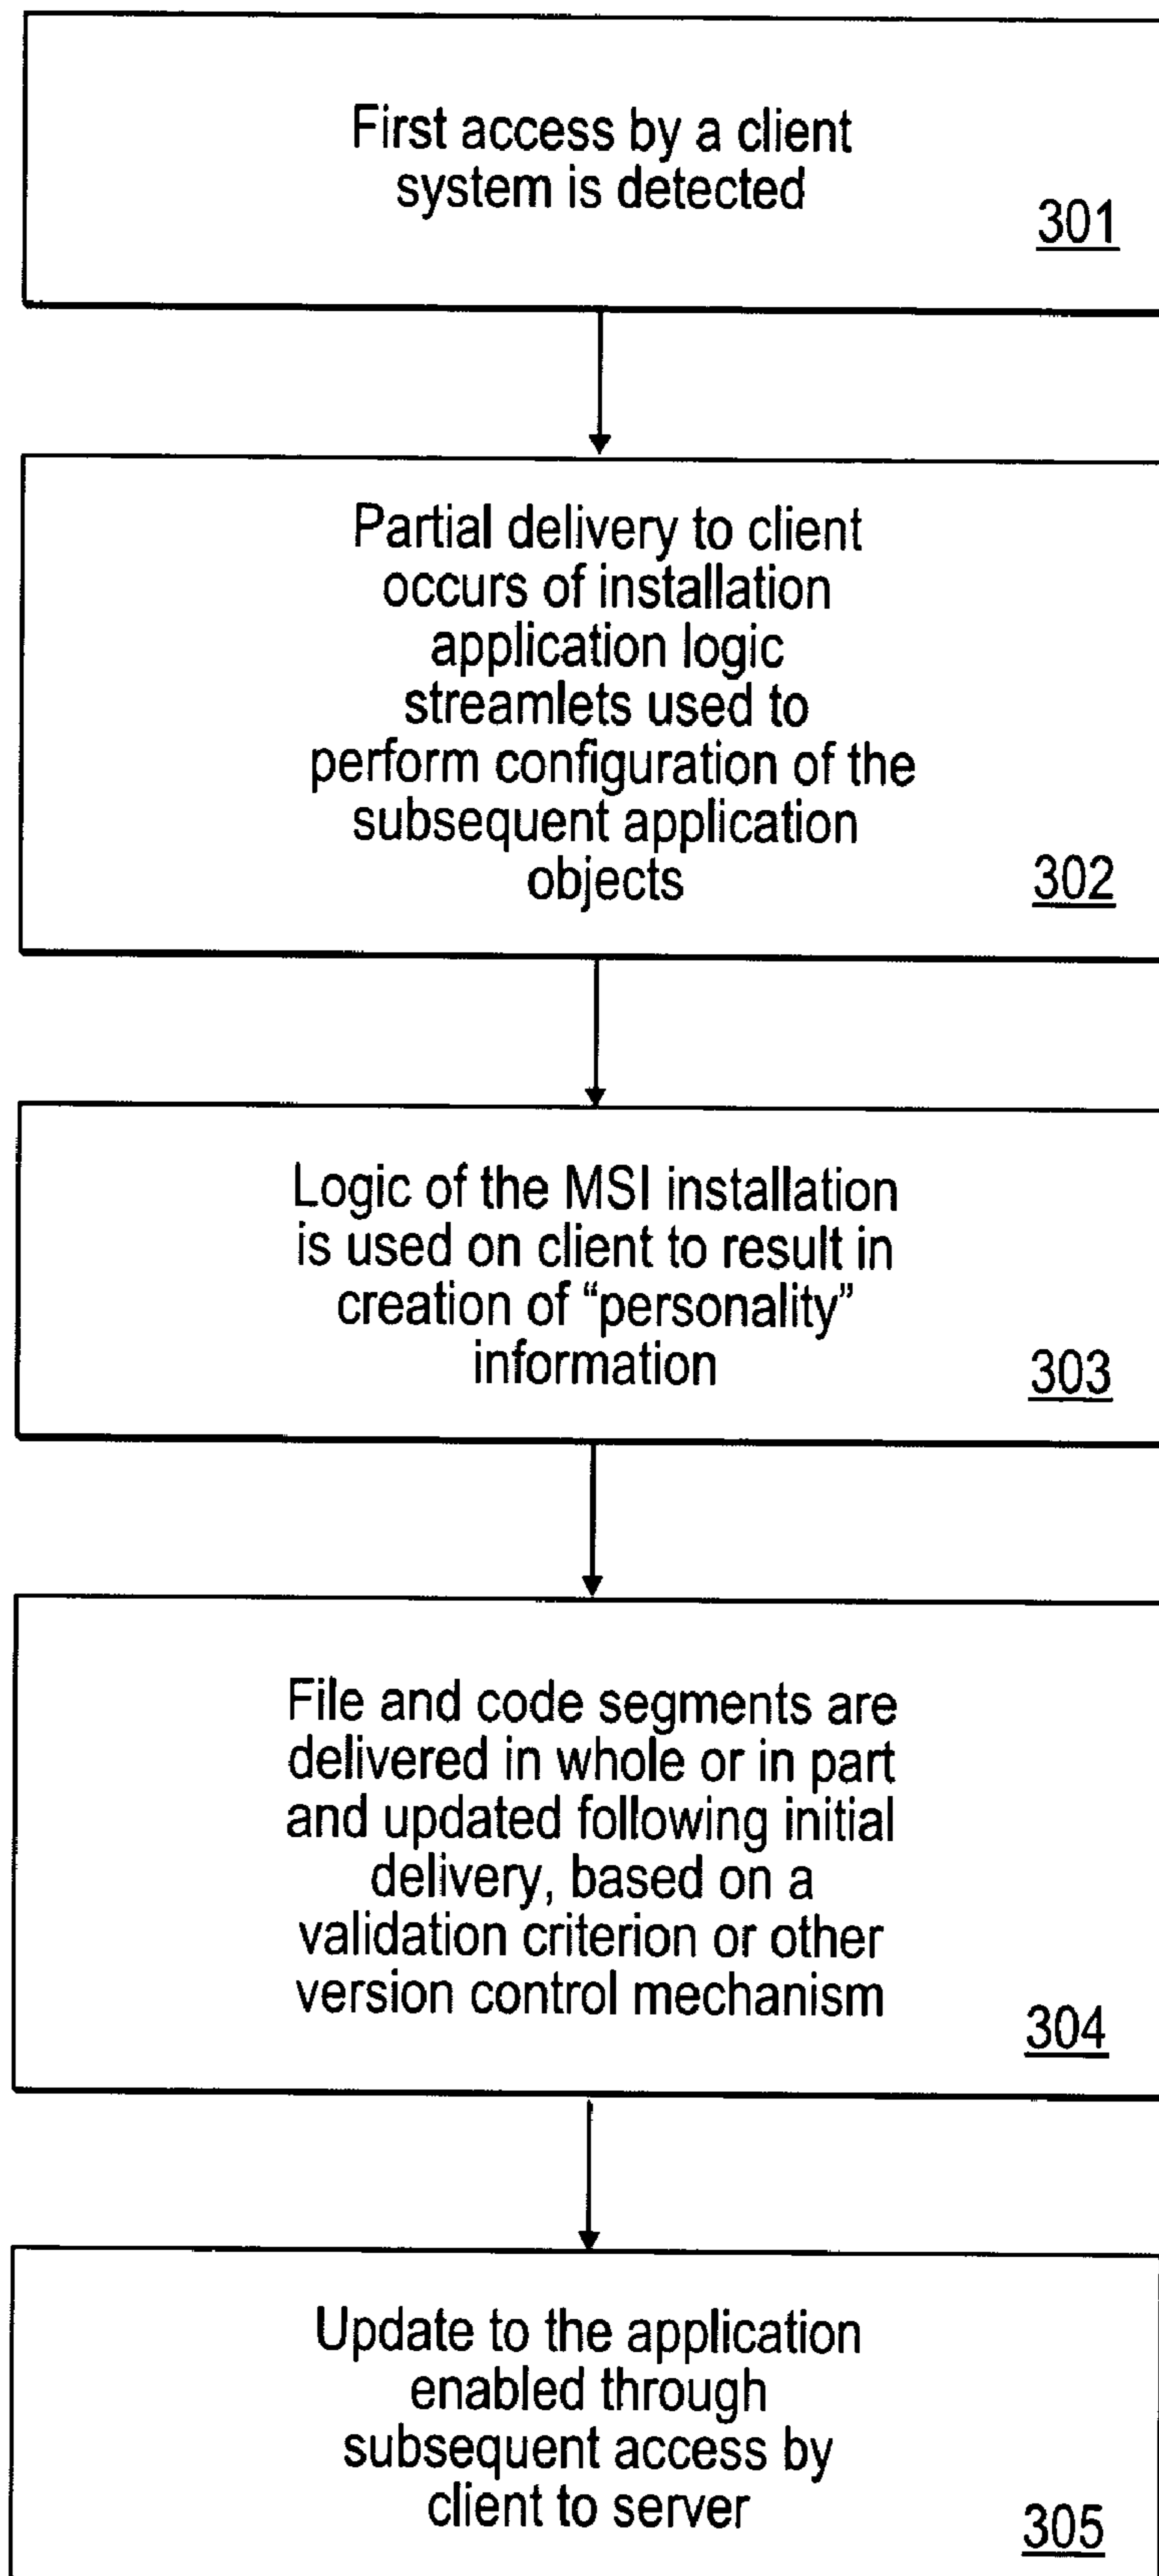 First access by a client
system is detected
301
Partial delivery to client
occurs of installation
application logic
streamlets used to
perform configuration of the
subsequent application
objects
302
Logic of the MSI installation
is used on client to result in
creation of “personality”
information
303
File and code segments are
delivered in whole or in part
and updated following initial
delivery, based on a
validation criterion or other
version control mechanism
304
Update to the application
enabled through
subsequent access by
client to server
305